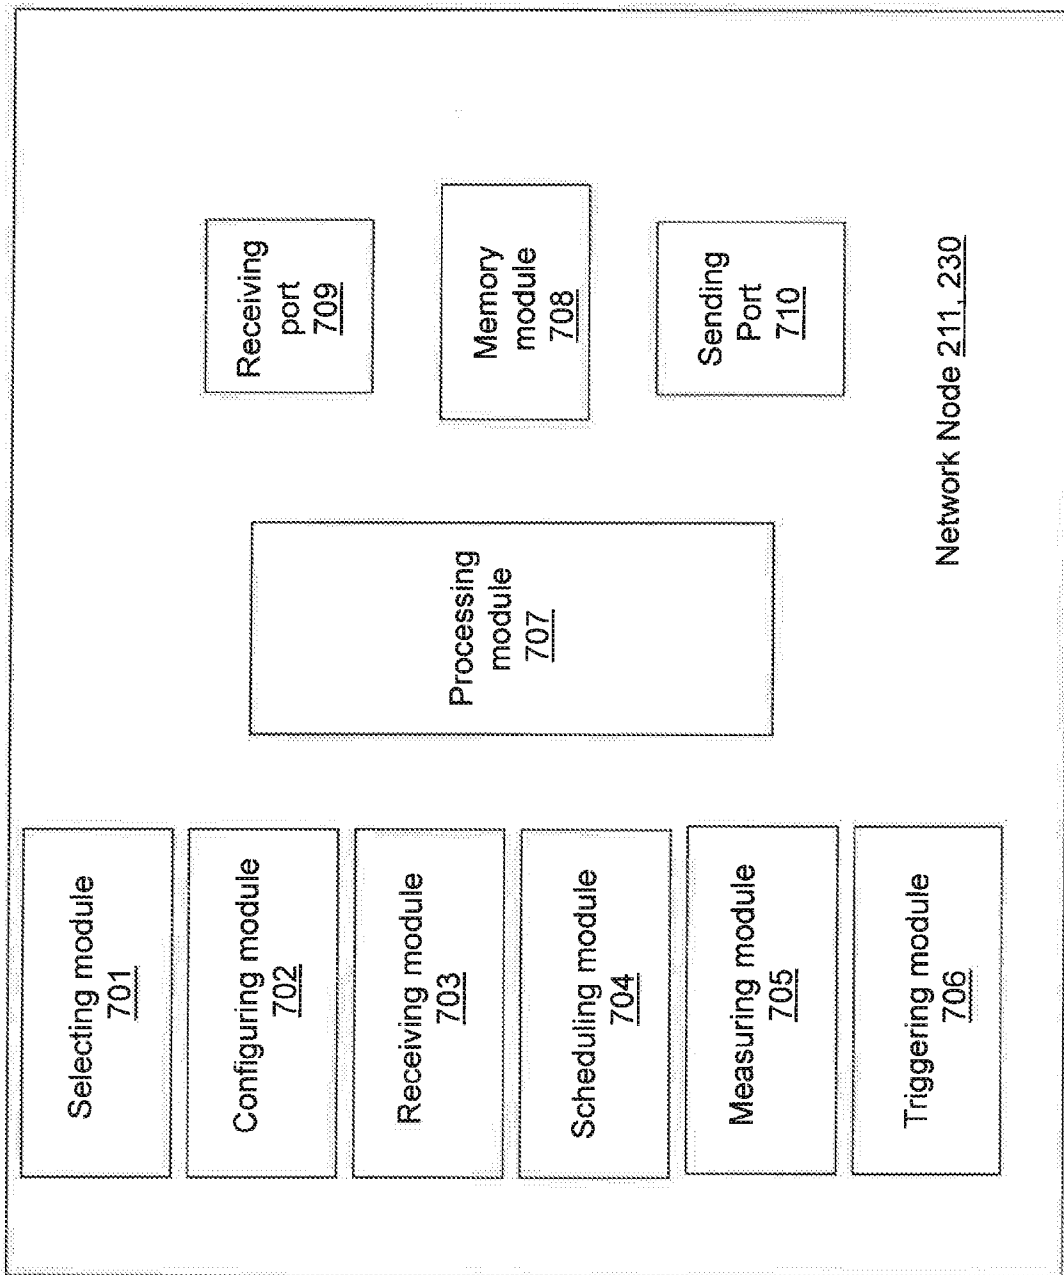 Selecting module
701
Configuring module
702
Receiving module
703
Scheduling module
704
Measuring module
705
Triggering module
706
Processing
module
707
Receiving
port
709
Memory
module
708
Sending
Port
710
Network Node 211, 230